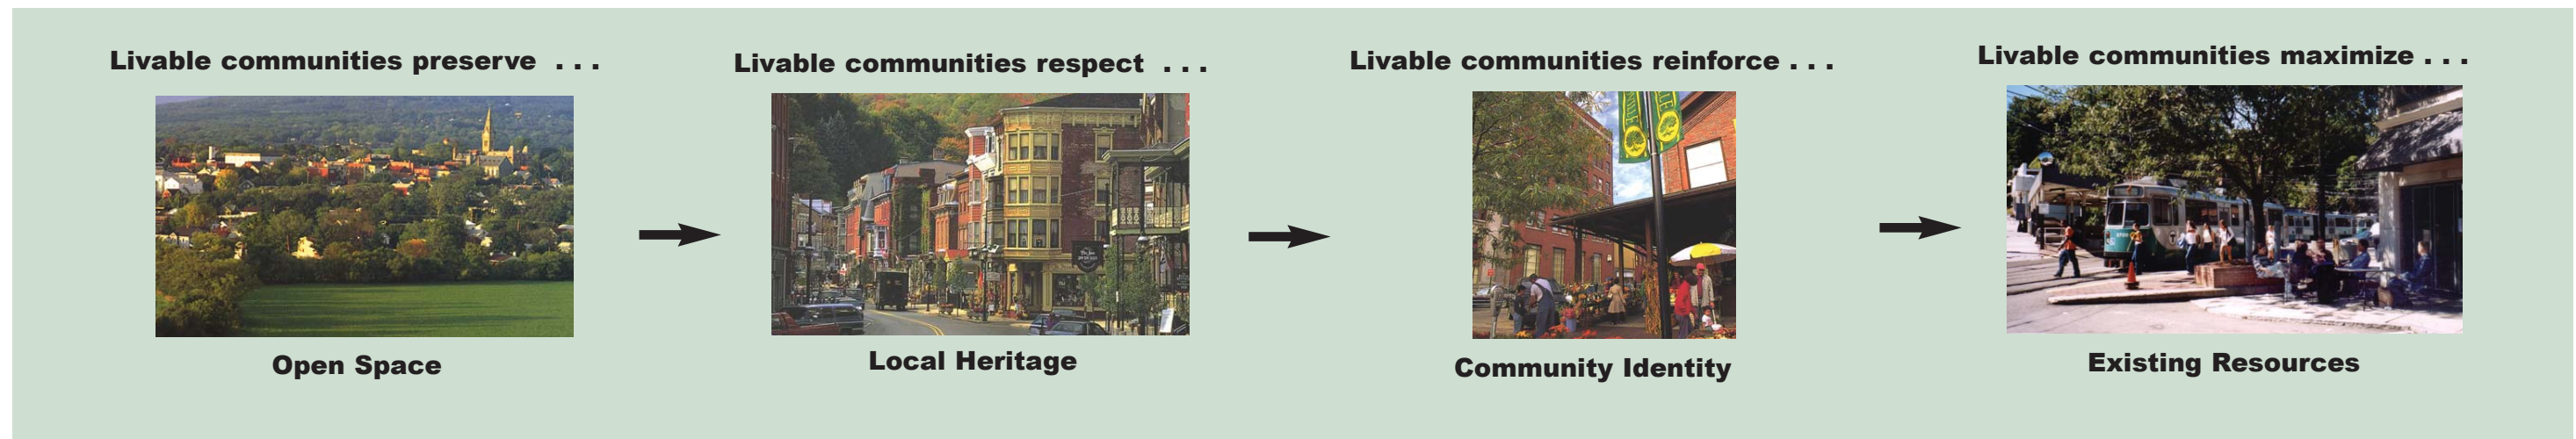 Livable communities preserve . . .
Open Space
Livable communities respect . . .
Local Heritage
Livable communities reinforce . . .
Community Identity
Livable communities maximize . . .
Existing Resources